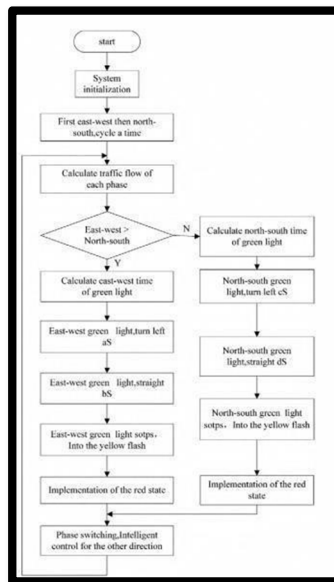 start
System
initialization
First east-west then north-
south,cycle a time
Calculate traffic flow of
each phase
East-west >
North-south
N
Y
Calculate east-west time
of green light
East-west green light,turn left
aS
East-west green light,straight
bS
East-west green light sotps,
Into the yellow flash
Implementation of the red state
Calculate north-south time
of green light
North-south green
light,turn left cS
North-south green
light,straight dS
North-south green light
sotps, Into the yellow flash
Implementation of the red
state
Phase switching,Intelligent
control for the other direction